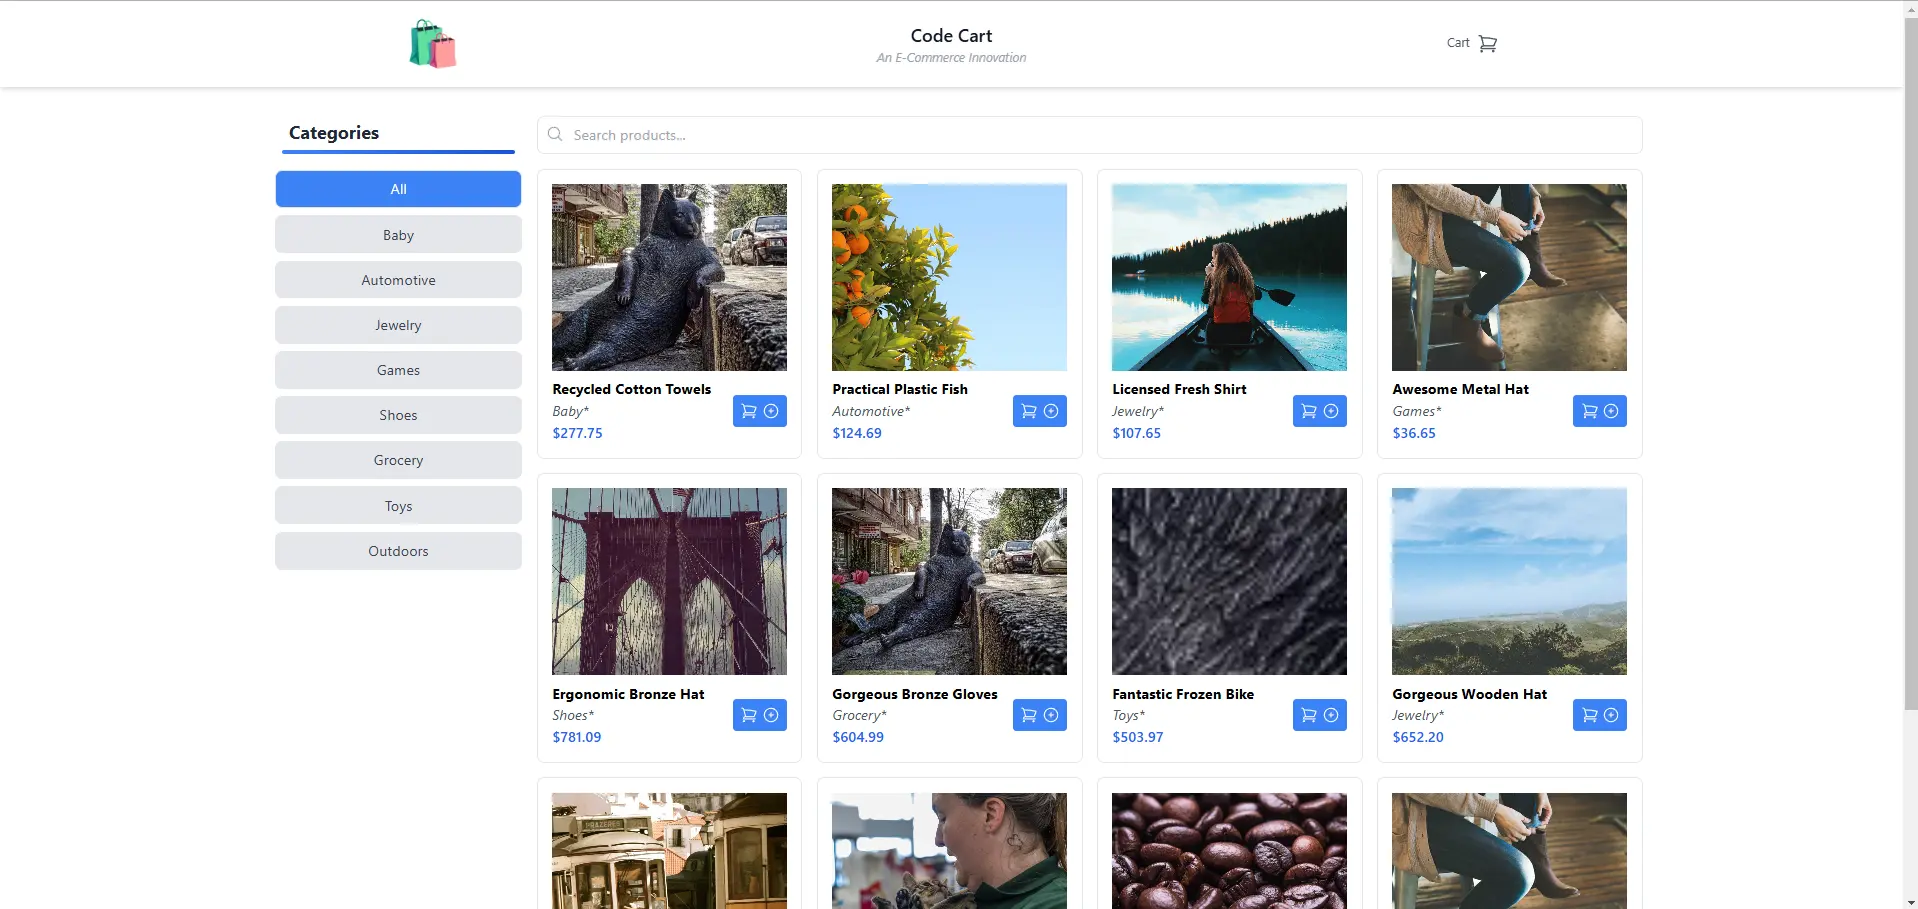 Code Cart
An E-Commerce Innovation
Cart
Categories
Search products...
All
Baby
Automotive
Jewelry
Games
Shoes
Grocery
Toys
Outdoors
Recycled Cotton Towels
Baby*
$277.75
Practical Plastic Fish
Automotive*
$124.69
Licensed Fresh Shirt
Jewelry*
$107.65
Awesome Metal Hat
Games*
$36.65
Ergonomic Bronze Hat
Shoes*
$781.09
Gorgeous Bronze Gloves
Grocery*
$604.99
Fantastic Frozen Bike
Toys*
$503.97
Gorgeous Wooden Hat
Jewelry*
$652.20
PRAZERES